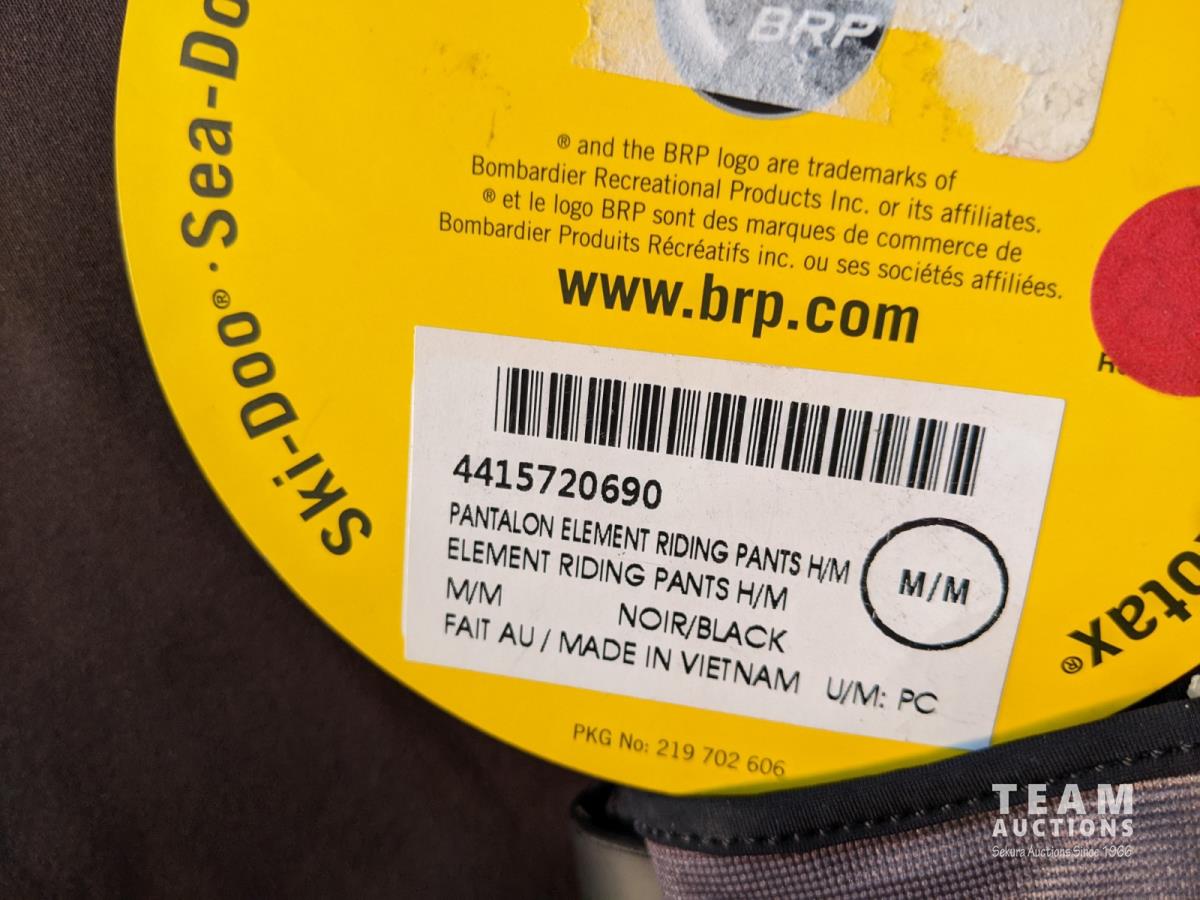 BRP
® and the BRP logo are trademarks of
Bombardier Recreational Products Inc. or its affiliates.
® et le logo BRP sont des marques de commerce de
Bombardier Produits Récréatifs inc. ou ses sociétés affiliées.
www.brp.com
Ski-Doo® · Sea-Do
4415720690
PANTALON ELEMENT RIDING PANTS H/M
ELEMENT RIDING PANTS H/M
M/M NOIR/BLACK
M/M
FAIT AU / MADE IN VIETNAM U/M: PC
otax®
PKG No: 219 702 606
TEAM
AUCTIONS
Sekura Auctions Since 1966